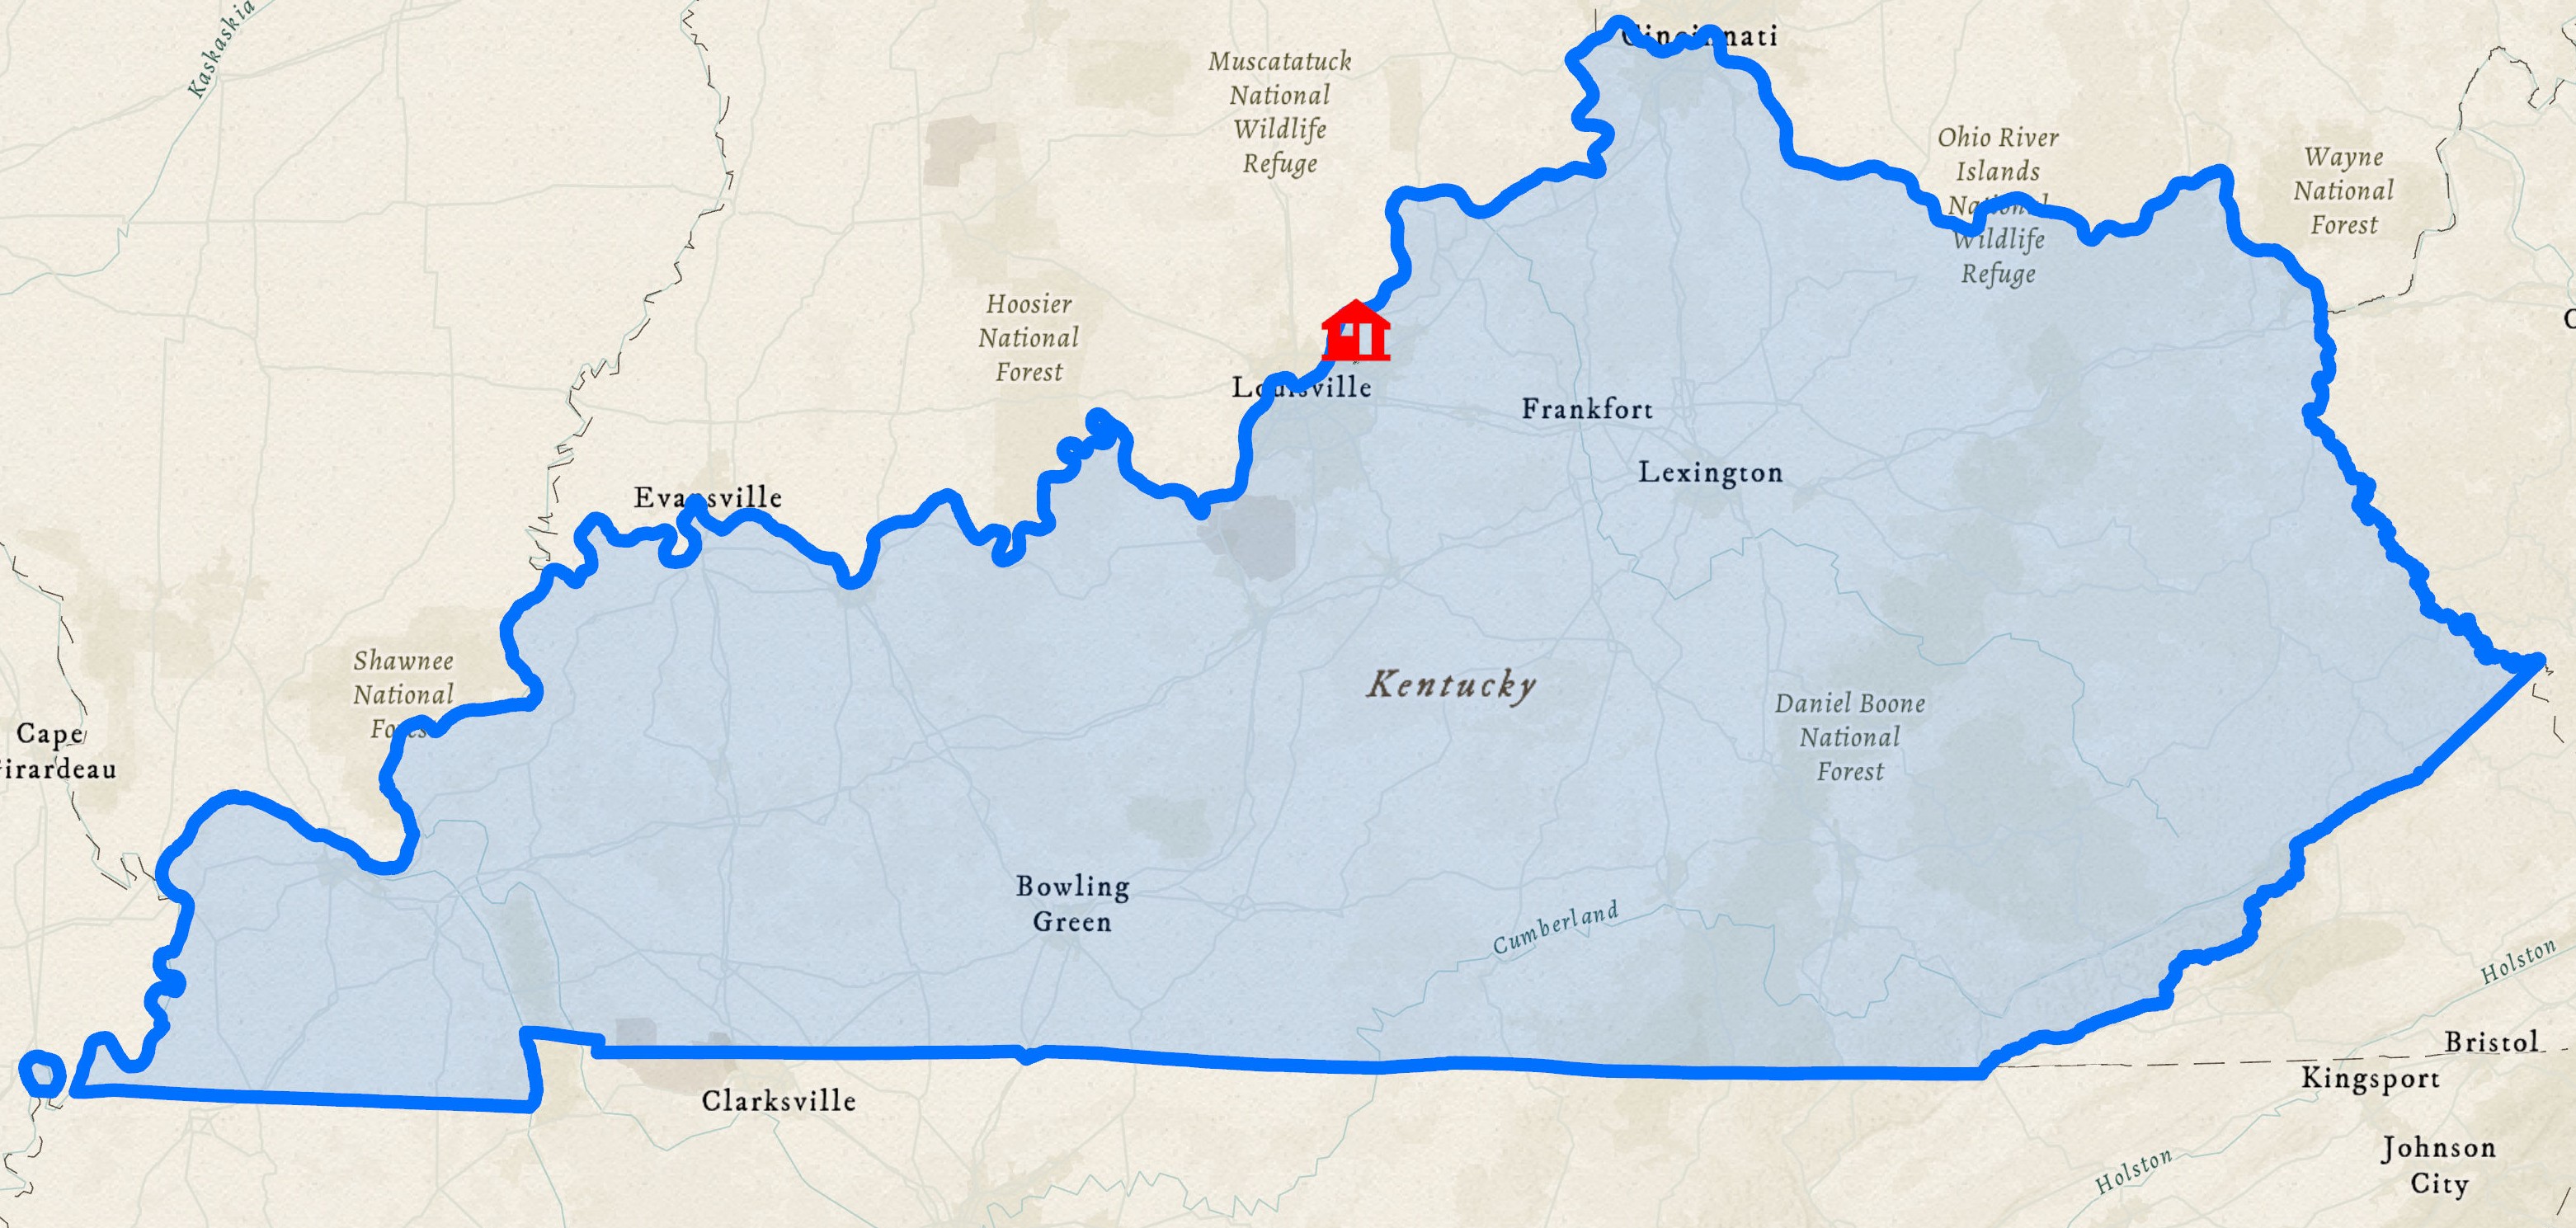 Kaskaskia
Cincinnati
Muscatatuck
National
Wildlife
Refuge
Ohio River
Islands
National
Wildlife
Refuge
Wayne
National
Forest
Hoosier
National
Forest
Louisville
Frankfort
Lexington
Evansville
Shawnee
National
Forest
Cape
Girardeau
Kentucky
Daniel Boone
National
Forest
Bowling
Green
Cumberland
Holston
Bristol
Kingsport
Clarksville
Johnson
City
Holston